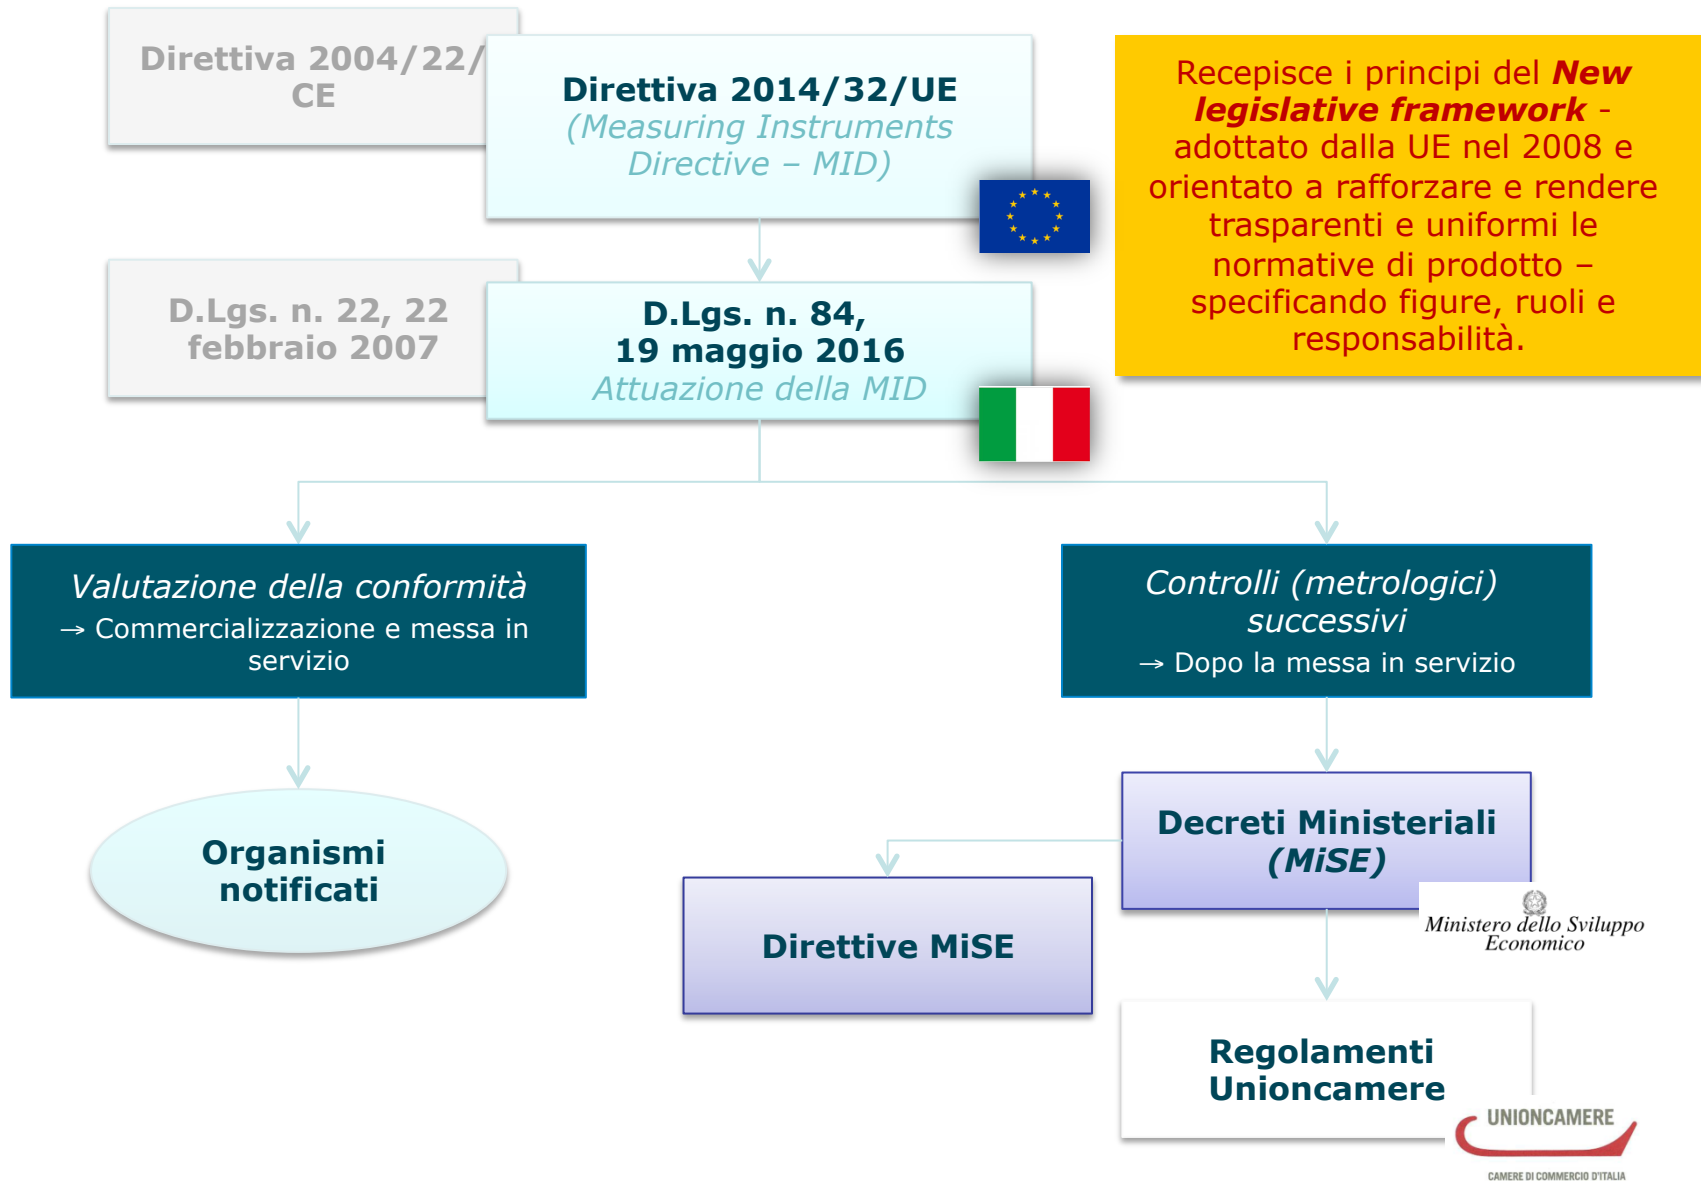 Direttiva 2004/22/
CE
Direttiva 2014/32/UE
(Measuring Instruments
Directive – MID)
Recepisce i principi del New
legislative framework -
adottato dalla UE nel 2008 e
orientato a rafforzare e rendere
trasparenti e uniformi le
normative di prodotto –
specificando figure, ruoli e
responsabilità.
D.Lgs. n. 22, 22
febbraio 2007
D.Lgs. n. 84,
19 maggio 2016
Attuazione della MID
Valutazione della conformità
→ Commercializzazione e messa in
servizio
Controlli (metrologici)
successivi
→ Dopo la messa in servizio
Organismi
notificati
Decreti Ministeriali
(MiSE)
Ministero dello Sviluppo
Economico
Direttive MiSE
Regolamenti
Unioncamere
UNIONCAMERE
CAMERE DI COMMERCIO D'ITALIA